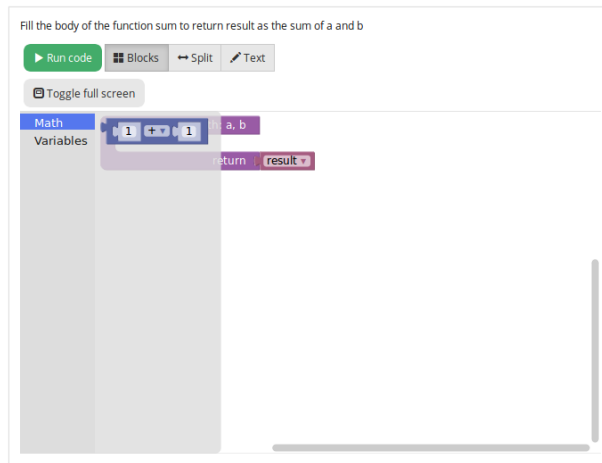 Fill the body of the function sum to return result as the sum of a and b
Run code Blocks Split Text
Toggle full screen
Math
Variables
1 + 1
a, b
return result